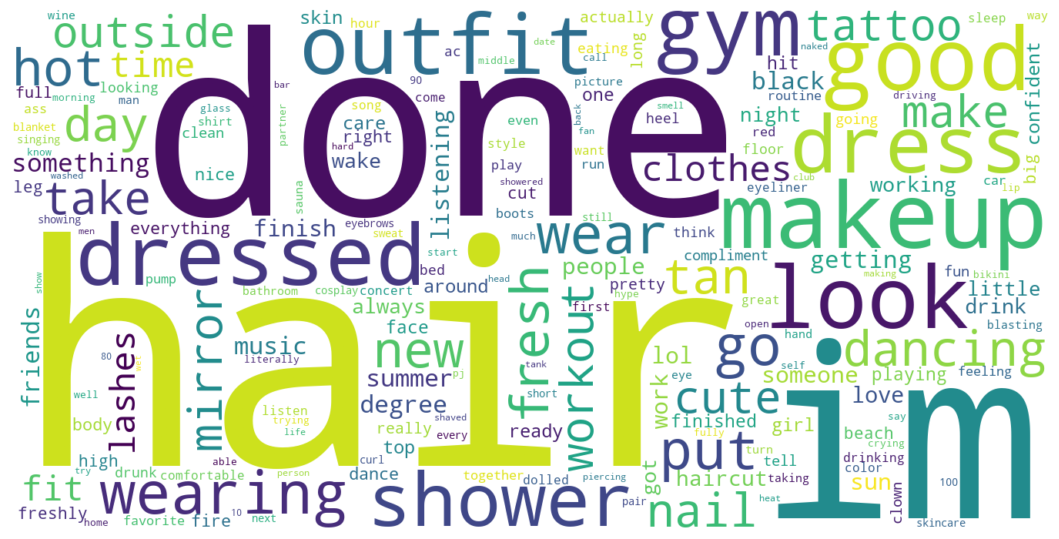 wine
outside
skin
hour
ac
outfit
eating
actually
long
gym
tattoo
sleep
way
naked
hot
time
looking
bar
date
middle
call
picture
hit
black
routine
driving
good
confident
full
morning
man
glass
90
come
song
one
night
smell
make
ass
blanket
singing
day
shirt
clean
partner
done
care
right
hard
listening
even
back
fan
want
heel
red
going
know
something
nice
wake
style
play
run
floor
dress
big
leg
washed
take
sauna
showered
cut
clothes
eyeliner
working
car
club
lip
showing
men
everything
finish
eyebrows
sweat
boots
still
wear
think
makeup
dressed
start
much
compliment
getting
show
pump
bed
around
head
people
tan
pretty
fun
bikini
making
little
drink
blasting
friends
mirror
bathroom
cosplay
concert
always
fresh
first
hype
great
look
open
hand
self
feeling
80
lashes
wet
music
literally
face
new
workout
lol
go
dancing
hair
summer
pj
tank
short
work
eye
cute
someone
playing
love
well
body
listen
trying
life
degree
really
shaved
every
ready
finished
girl
beach
say
crying
im
high
drunk
top
curl
together
turn
tell
drinking
color
try
comfortable
able
person
dance
dolled
piercing
got
haircut
fully
put
taking
sun
100
fit
wearing
shower
pair
nail
heat
clown
skincare
freshly
home
favorite
fire
10
next